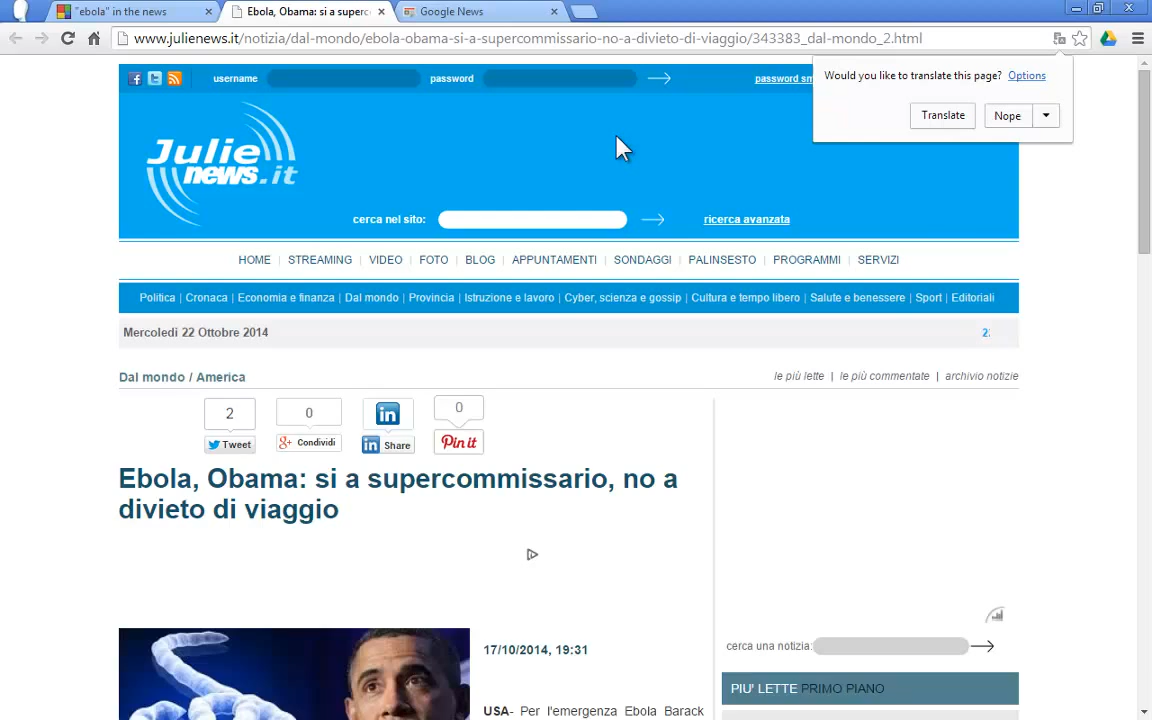 "ebola" in the news
Ebola, Obama: si a superc
Google News
www.julienews.it/notizia/dal-mondo/ebola-obama-si-a-supercommissario-no-a-divieto-di-viaggio/343383_dal-mondo_2.html
Would you like to translate this page? Options
Translate Nope
username password password sm
Julie
news.it
cerca nel sito: ricerca avanzata
HOME | STREAMING | VIDEO | FOTO | BLOG | APPUNTAMENTI | SONDAGGI | PALINSESTO | PROGRAMMI | SERVIZI
Politica | Cronaca | Economia e finanza | Dal mondo | Provincia | Istruzione e lavoro | Cyber, scienza e gossip | Cultura e tempo libero | Salute e benessere | Sport | Editoriali
Mercoledì 22 Ottobre 2014
Dal mondo / America
le più lette | le più commentate | archivio notizie
2 0 in 0
Tweet g+ Condividi in Share Pin it
Ebola, Obama: si a supercommissario, no a
divieto di viaggio
cerca una notizia:
17/10/2014, 19:31
PIU' LETTE PRIMO PIANO
USA- Per l'emergenza Ebola Barack